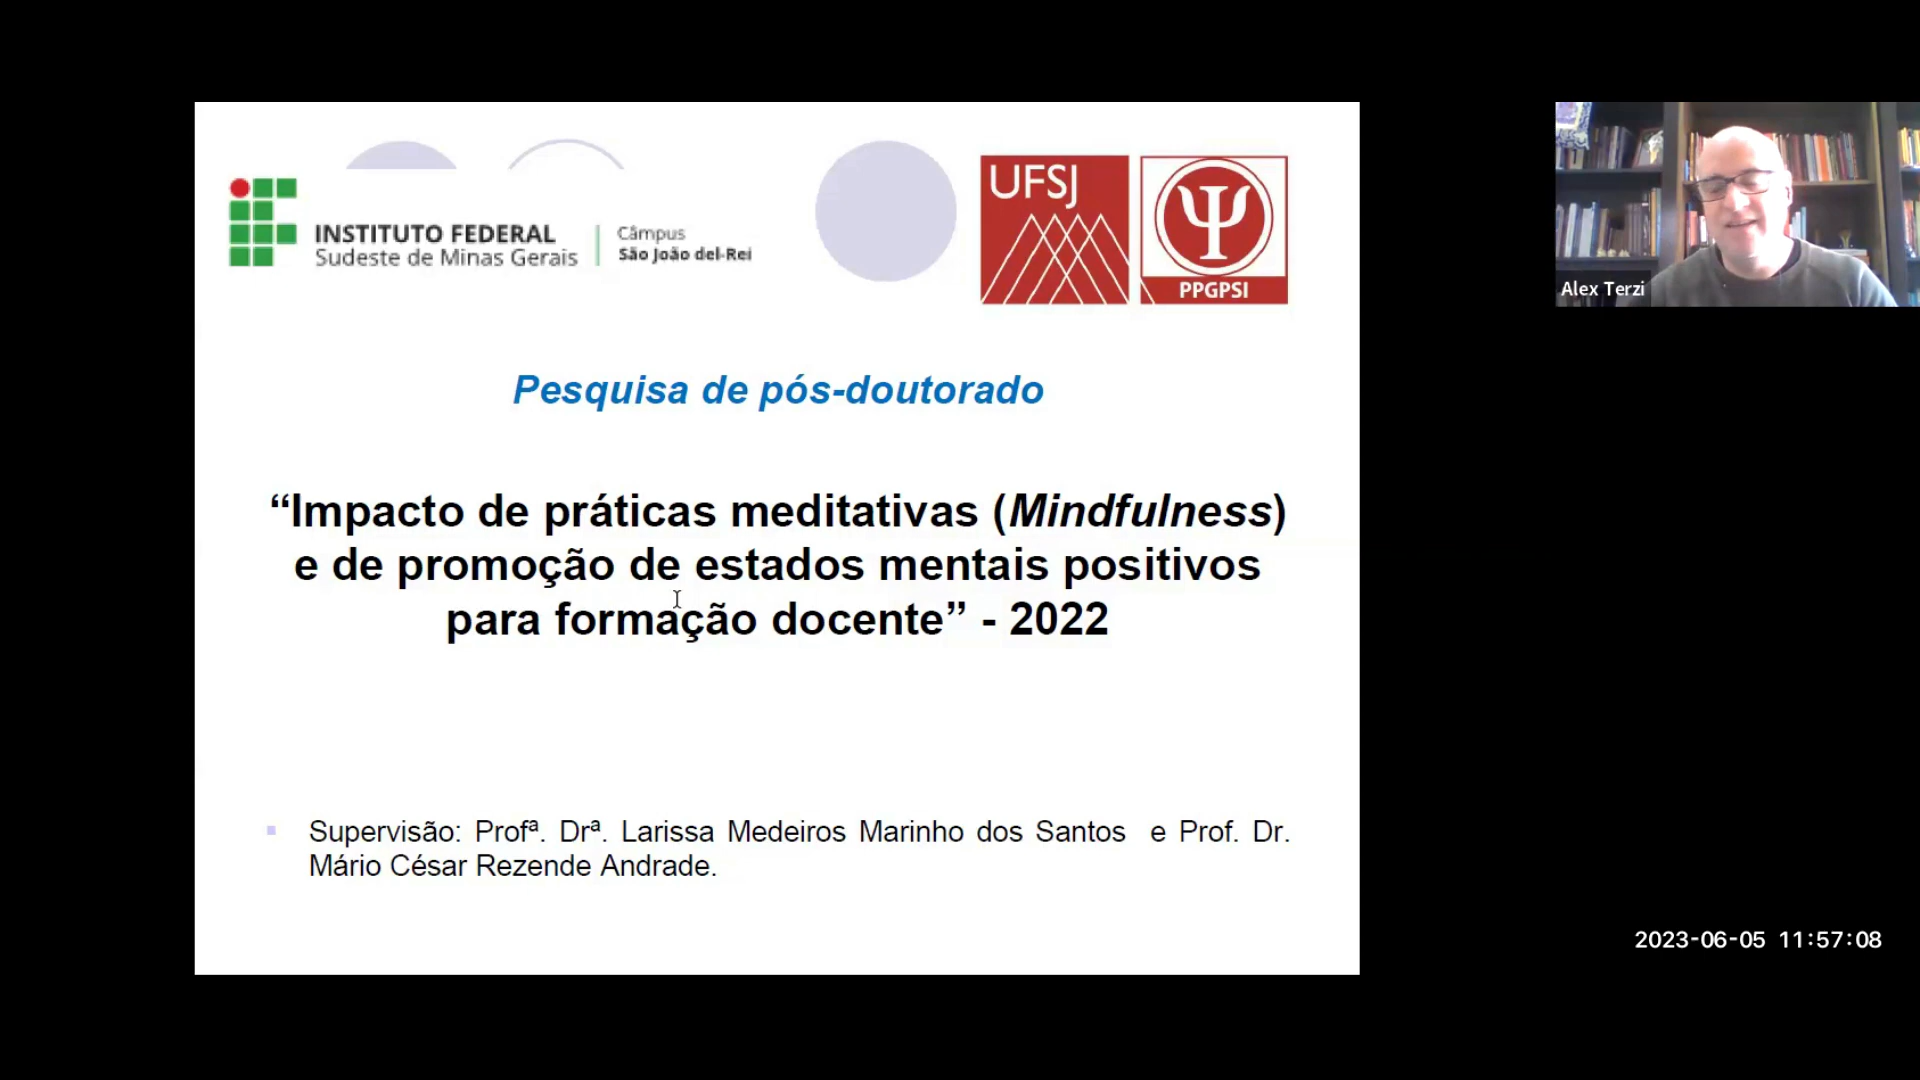 INSTITUTO FEDERAL
Sudeste de Minas Gerais
Câmpus
São João del-Rei
UFSJ
PPGPSI
Alex Terzi
Pesquisa de pós-doutorado
“Impacto de práticas meditativas (Mindfulness)
e de promoção de estados mentais positivos
para formação docente” - 2022
Supervisão: Profª. Drª. Larissa Medeiros Marinho dos Santos e Prof. Dr.
Mário César Rezende Andrade.
2023-06-05 11:57:08